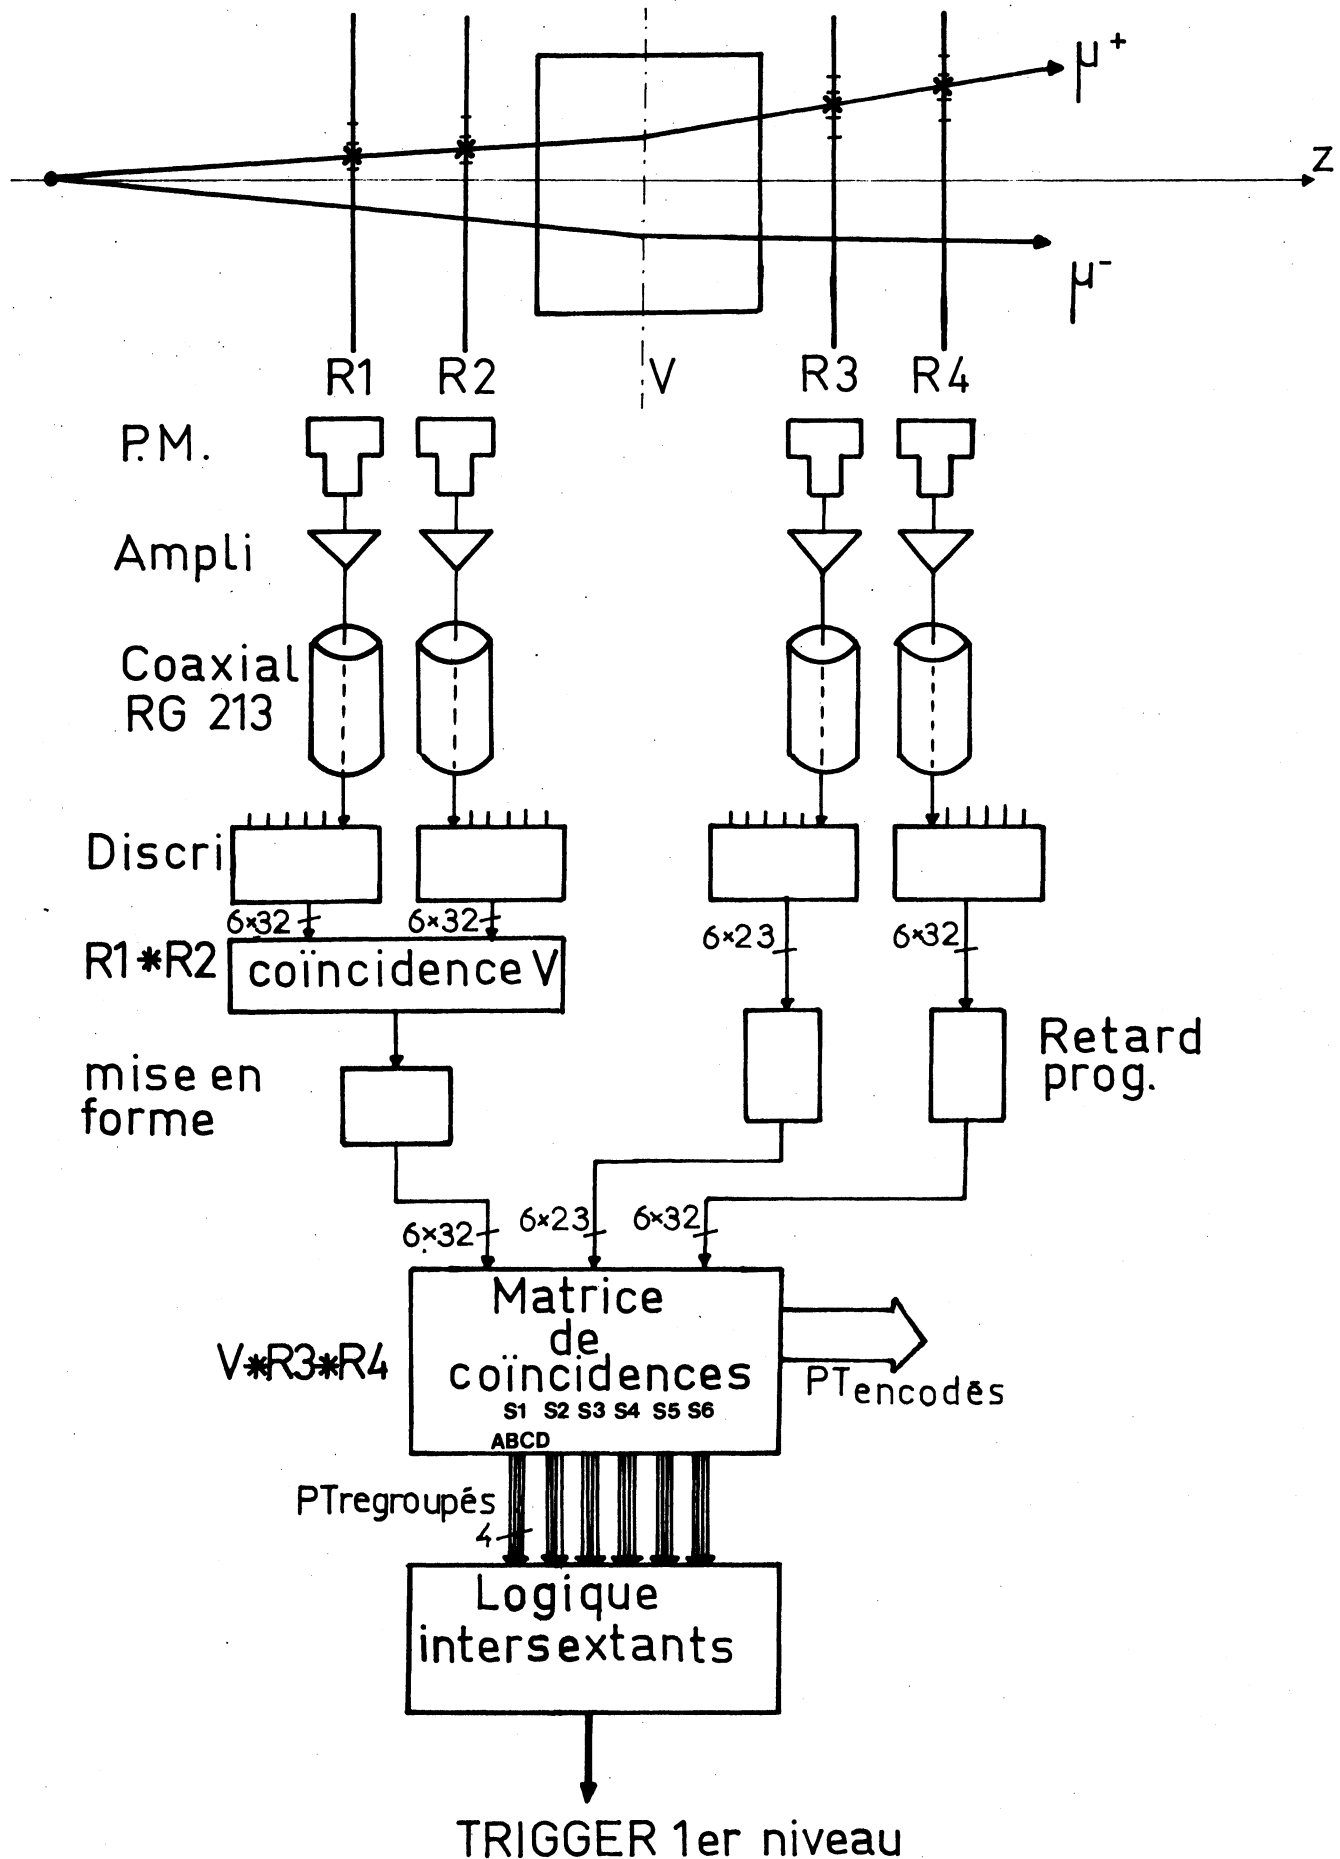 μ+
z
μ-
R1 R2 V R3 R4
P.M.
Ampli
Coaxial
RG 213
Discri
6×32 6×32 6×23 6×32
R1*R2 coïncidence V
mise en
forme
Retard
prog.
6×32 6×23 6×32
Matrice
de
coïncidences
V*R3*R4
S1 S2 S3 S4 S5 S6
ABCD
PTencodés
PTregroupés
4
Logique
intersextants
TRIGGER 1er niveau